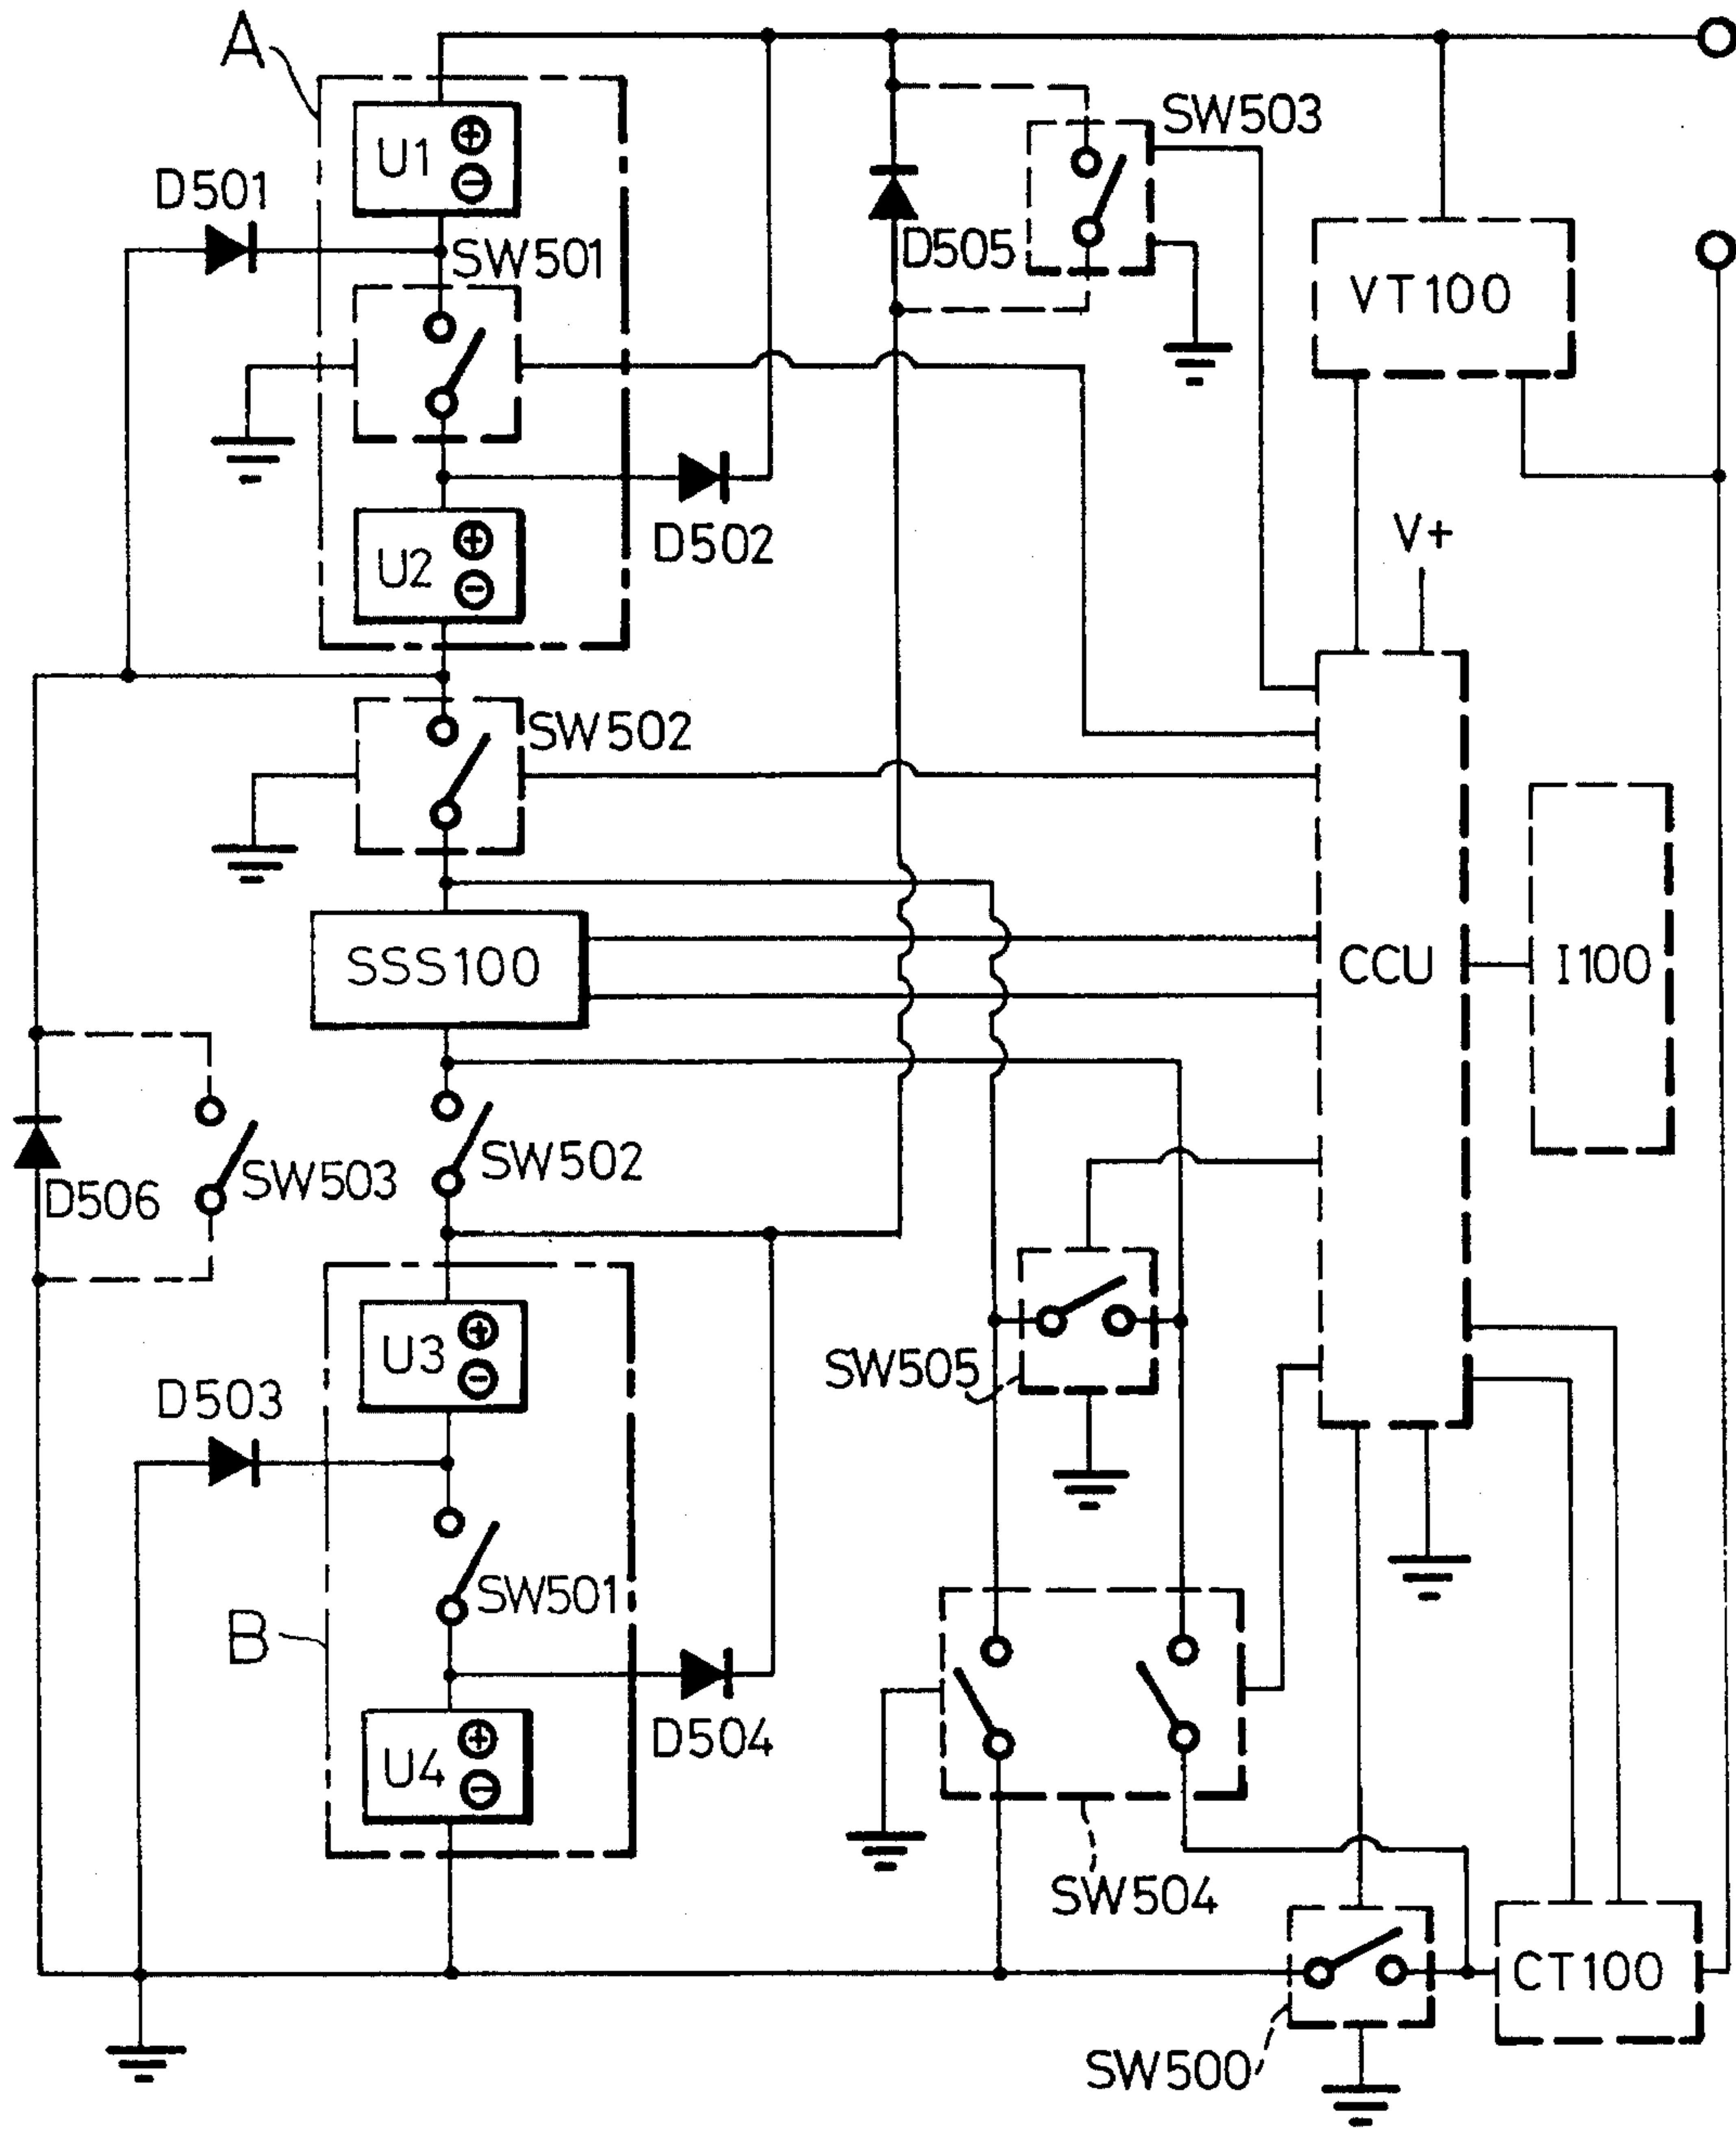 A
U1 ⊕
⊖
SW503
D501
SW501
D505
VT100
U2 ⊕
⊖
D502
V+
SW502
SSS100
CCU
I100
SW502
D506
SW503
U3 ⊕
⊖
SW505
D503
SW501
B
D504
U4 ⊕
⊖
SW504
CT100
SW500